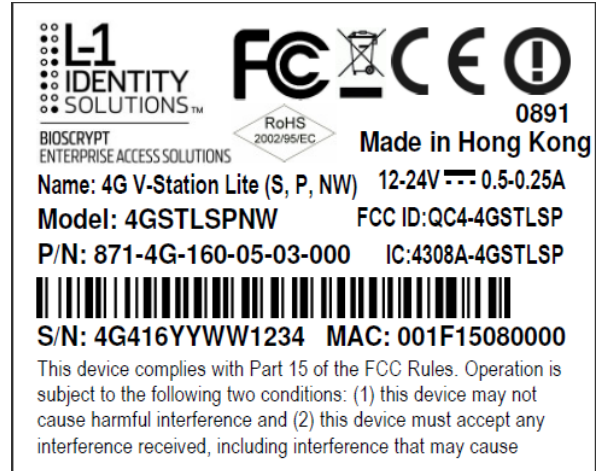 L-1
IDENTITY
SOLUTIONS™
BIOSCRYPT
ENTERPRISE ACCESS SOLUTIONS
FC CE
RoHS
2002/95/EC
0891
Made in Hong Kong
Name: 4G V-Station Lite (S, P, NW) 12-24V 0.5-0.25A
Model: 4GSTLSPNW FCC ID:QC4-4GSTLSP
P/N: 871-4G-160-05-03-000 IC:4308A-4GSTLSP
S/N: 4G416YYWW1234 MAC: 001F15080000
This device complies with Part 15 of the FCC Rules. Operation is
subject to the following two conditions: (1) this device may not
cause harmful interference and (2) this device must accept any
interference received, including interference that may cause